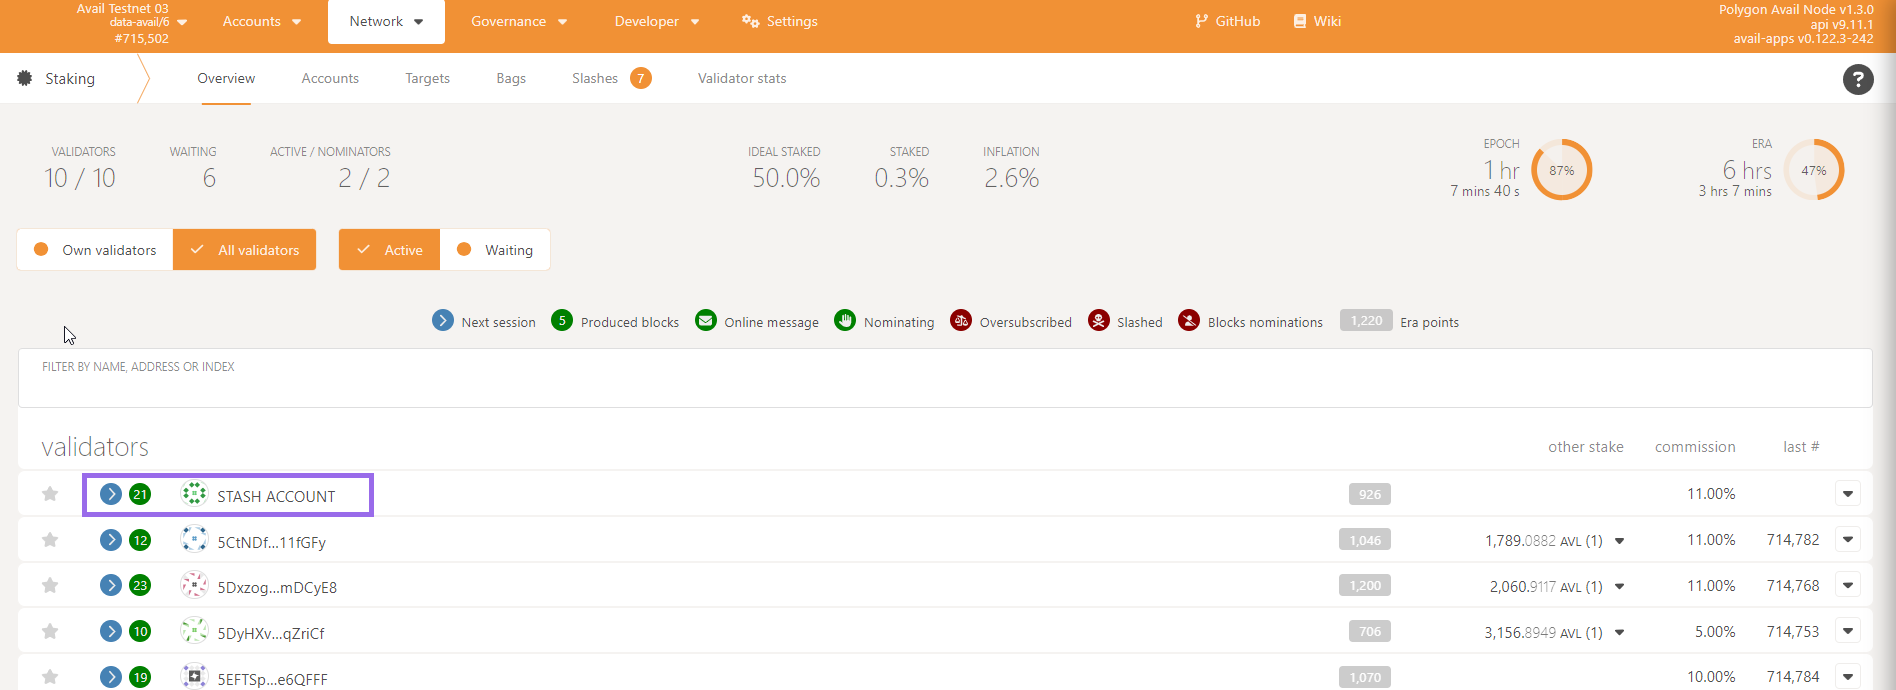 Avail Testnet 03
data-avail/6
#715,502
Accounts
Network
Governance
Developer
Settings
GitHub
Wiki
Polygon Avail Node v1.3.0
api v9.11.1
avail-apps v0.122.3-242
Staking
Overview
Accounts
Targets
Bags
Slashes 7
Validator stats
?
VALIDATORS
10 / 10
WAITING
6
ACTIVE / NOMINATORS
2 / 2
IDEAL STAKED
50.0%
STAKED
0.3%
INFLATION
2.6%
EPOCH
1 hr
7 mins 40 s
87%
ERA
6 hrs
3 hrs 7 mins
47%
Own validators
All validators
Active
Waiting
Next session
5 Produced blocks
Online message
Nominating
Oversubscribed
Slashed
Blocks nominations
1,220 Era points
FILTER BY NAME, ADDRESS OR INDEX
validators other stake commission last #
21 STASH ACCOUNT 926 11.00%
12 5CtNDf...11fGFy 1,046 1,789.0882 AVL (1) 11.00% 714,782
23 5Dxzog...mDCyE8 1,200 2,060.9117 AVL (1) 11.00% 714,768
10 5DyHXv...qZriCf 706 3,156.8949 AVL (1) 5.00% 714,753
19 5EFTSp...e6QFFF 1,070 10.00% 714,784